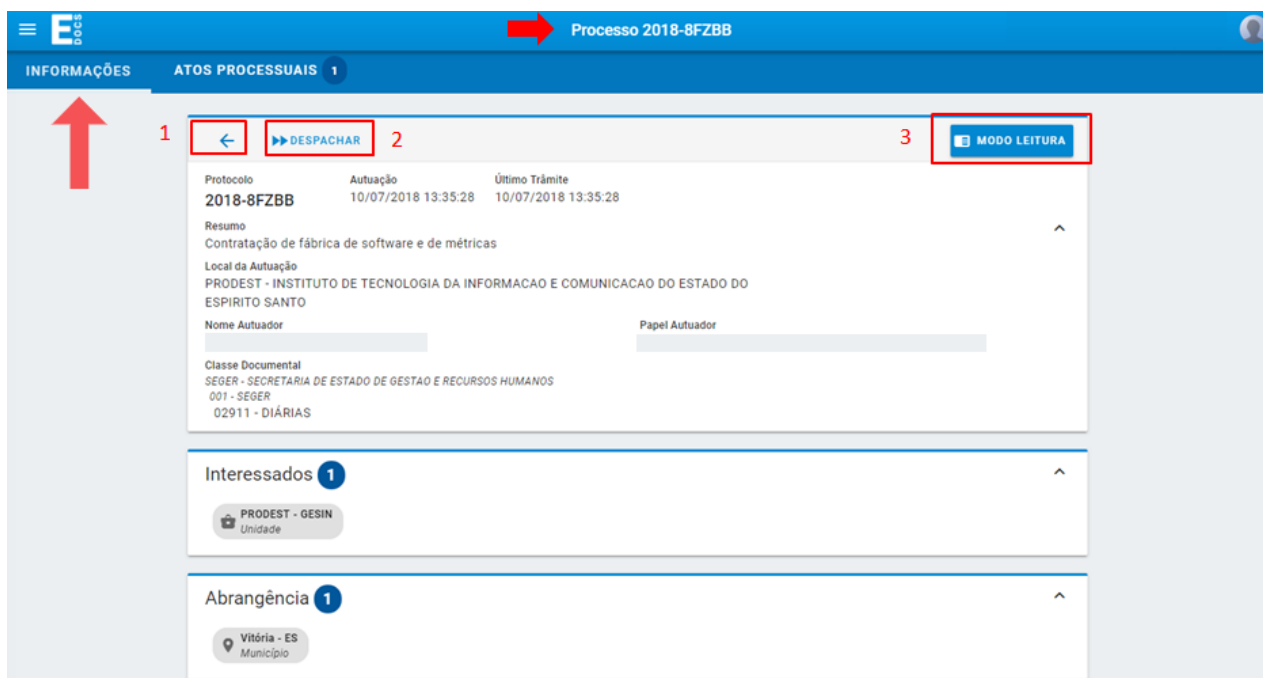 E DOCS
Processo 2018-8FZBB
INFORMAÇÕES ATOS PROCESSUAIS 1
1 DESPACHAR 2 3 MODO LEITURA
Protocolo Autuação Último Trâmite
2018-8FZBB 10/07/2018 13:35:28 10/07/2018 13:35:28
Resumo
Contratação de fábrica de software e de métricas
Local da Autuação
PRODEST - INSTITUTO DE TECNOLOGIA DA INFORMACAO E COMUNICACAO DO ESTADO DO
ESPIRITO SANTO
Nome Autuador Papel Autuador
Classe Documental
SEGER - SECRETARIA DE ESTADO DE GESTAO E RECURSOS HUMANOS
001 - SEGER
02911 - DIÁRIAS
Interessados 1
PRODEST - GESIN
Unidade
Abrangência 1
Vitória - ES
Município